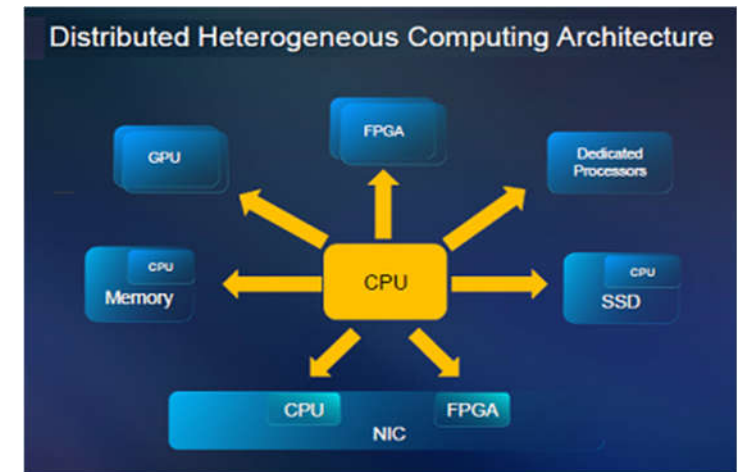 Distributed Heterogeneous Computing Architecture
FPGA
GPU
Dedicated
Processors
CPU
Memory
CPU
CPU
SSD
CPU
FPGA
NIC